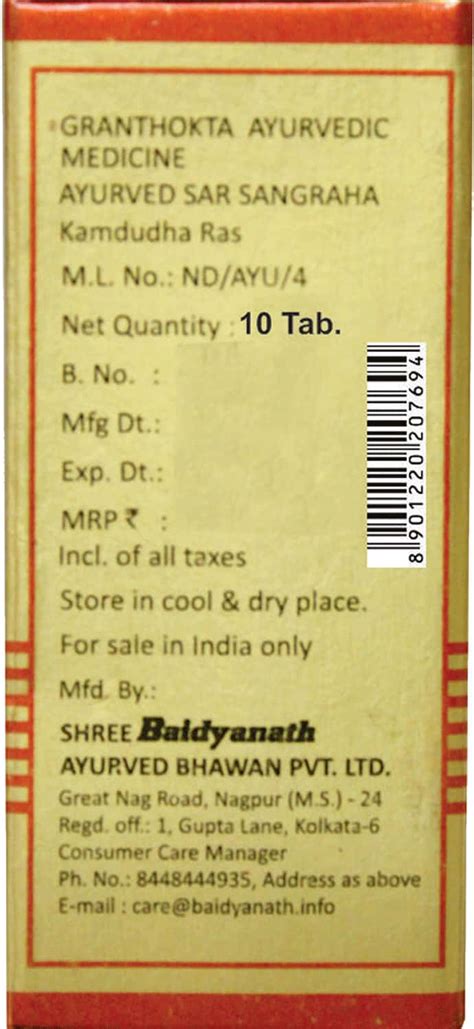 GRANTHOKTA AYURVEDIC
MEDICINE
AYURVED SAR SANGRAHA
Kamdudha Ras
M.L. No.: ND/AYU/4
Net Quantity : 10 Tab.
B. No. :
Mfg Dt.:
Exp. Dt.:
MRP ₹ :
Incl. of all taxes
Store in cool & dry place.
For sale in India only
Mfd. By.:
SHREE Baidyanath
AYURVED BHAWAN PVT. LTD.
Great Nag Road, Nagpur (M.S.) - 24
Regd. off.: 1, Gupta Lane, Kolkata-6
Consumer Care Manager
Ph. No.: 8448444935, Address as above
E-mail : care@baidyanath.info
8 901220 207694